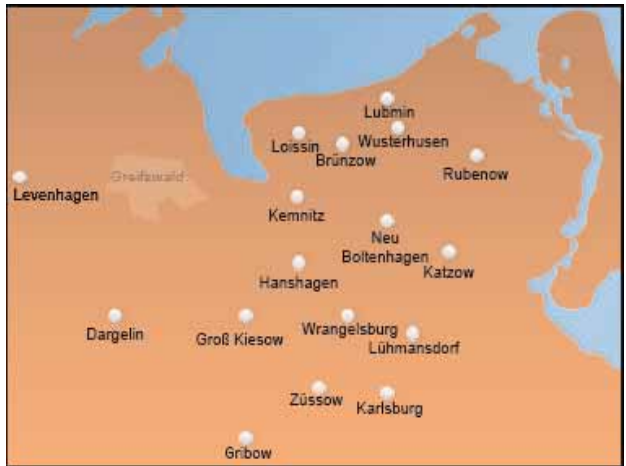 Lubmin
Wusterhusen
Loissin
Brünzow
Rubenow
Greifswald
Levenhagen
Kemnitz
Neu
Boltenhagen
Katzow
Hanshagen
Dargelin
Groß Kiesow
Wrangelsburg
Lühmansdorf
Züssow
Karlsburg
Gribow